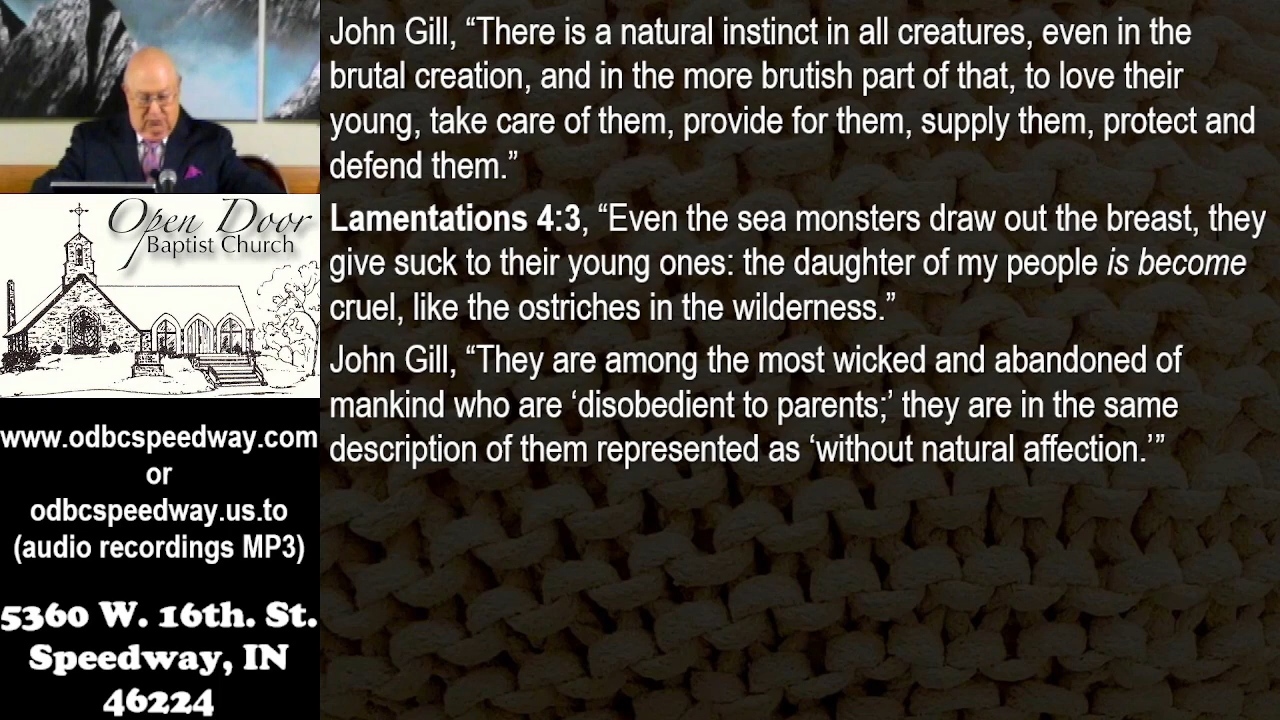 John Gill, “There is a natural instinct in all creatures, even in the
brutal creation, and in the more brutish part of that, to love their
young, take care of them, provide for them, supply them, protect and
defend them.”
Lamentations 4:3, “Even the sea monsters draw out the breast, they
give suck to their young ones: the daughter of my people is become
cruel, like the ostriches in the wilderness.”
John Gill, “They are among the most wicked and abandoned of
mankind who are ‘disobedient to parents;’ they are in the same
description of them represented as ‘without natural affection.’”
Open Door
Baptist Church
www.odbcspeedway.com
or
odbcspeedway.us.to
(audio recordings MP3)
5360 W. 16th. St.
Speedway, IN
46224